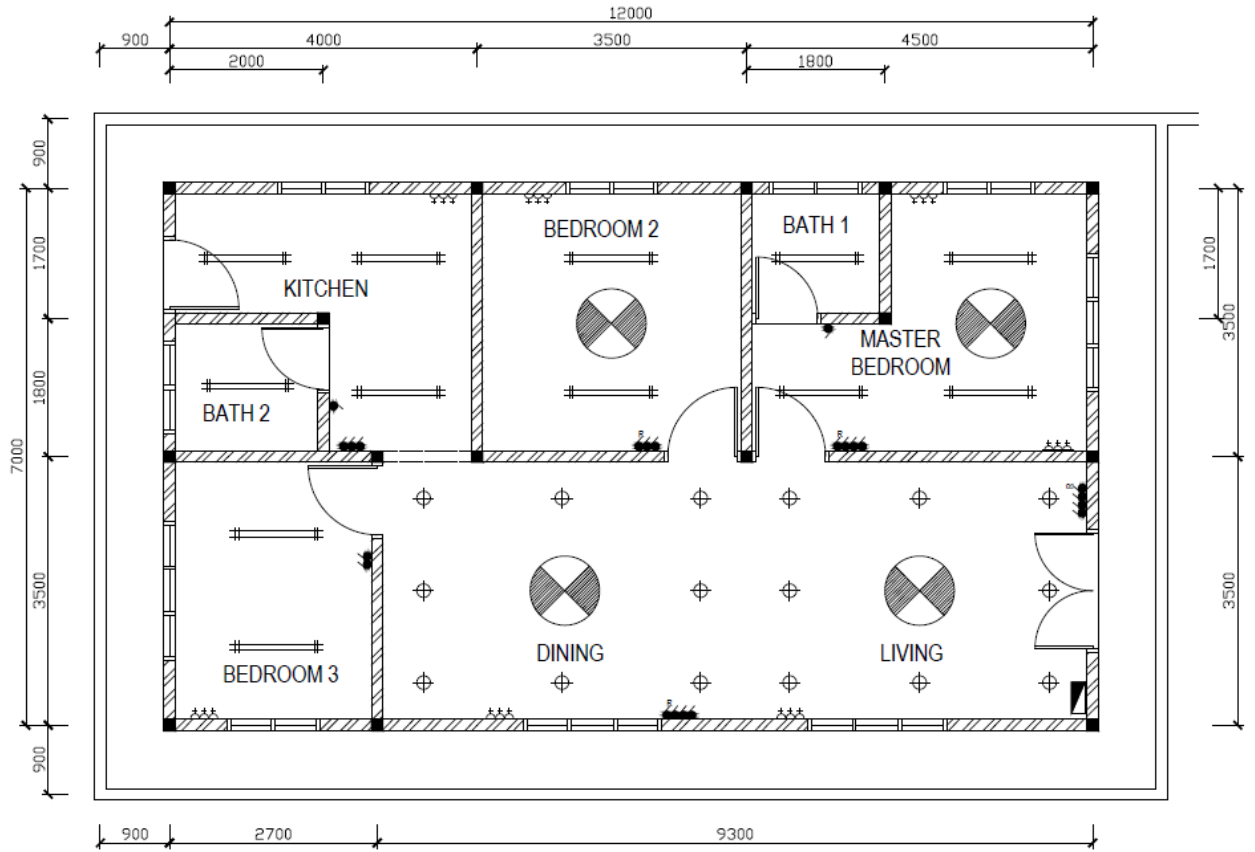 12000
900 4000 3500 4500
2000 1800
900
BEDROOM 2 BATH 1
1700 1700
KITCHEN
3500
MASTER
BEDROOM
1800
BATH 2
R R
7000
R
3500 3500
DINING LIVING
BEDROOM 3
R
900
900 2700 9300